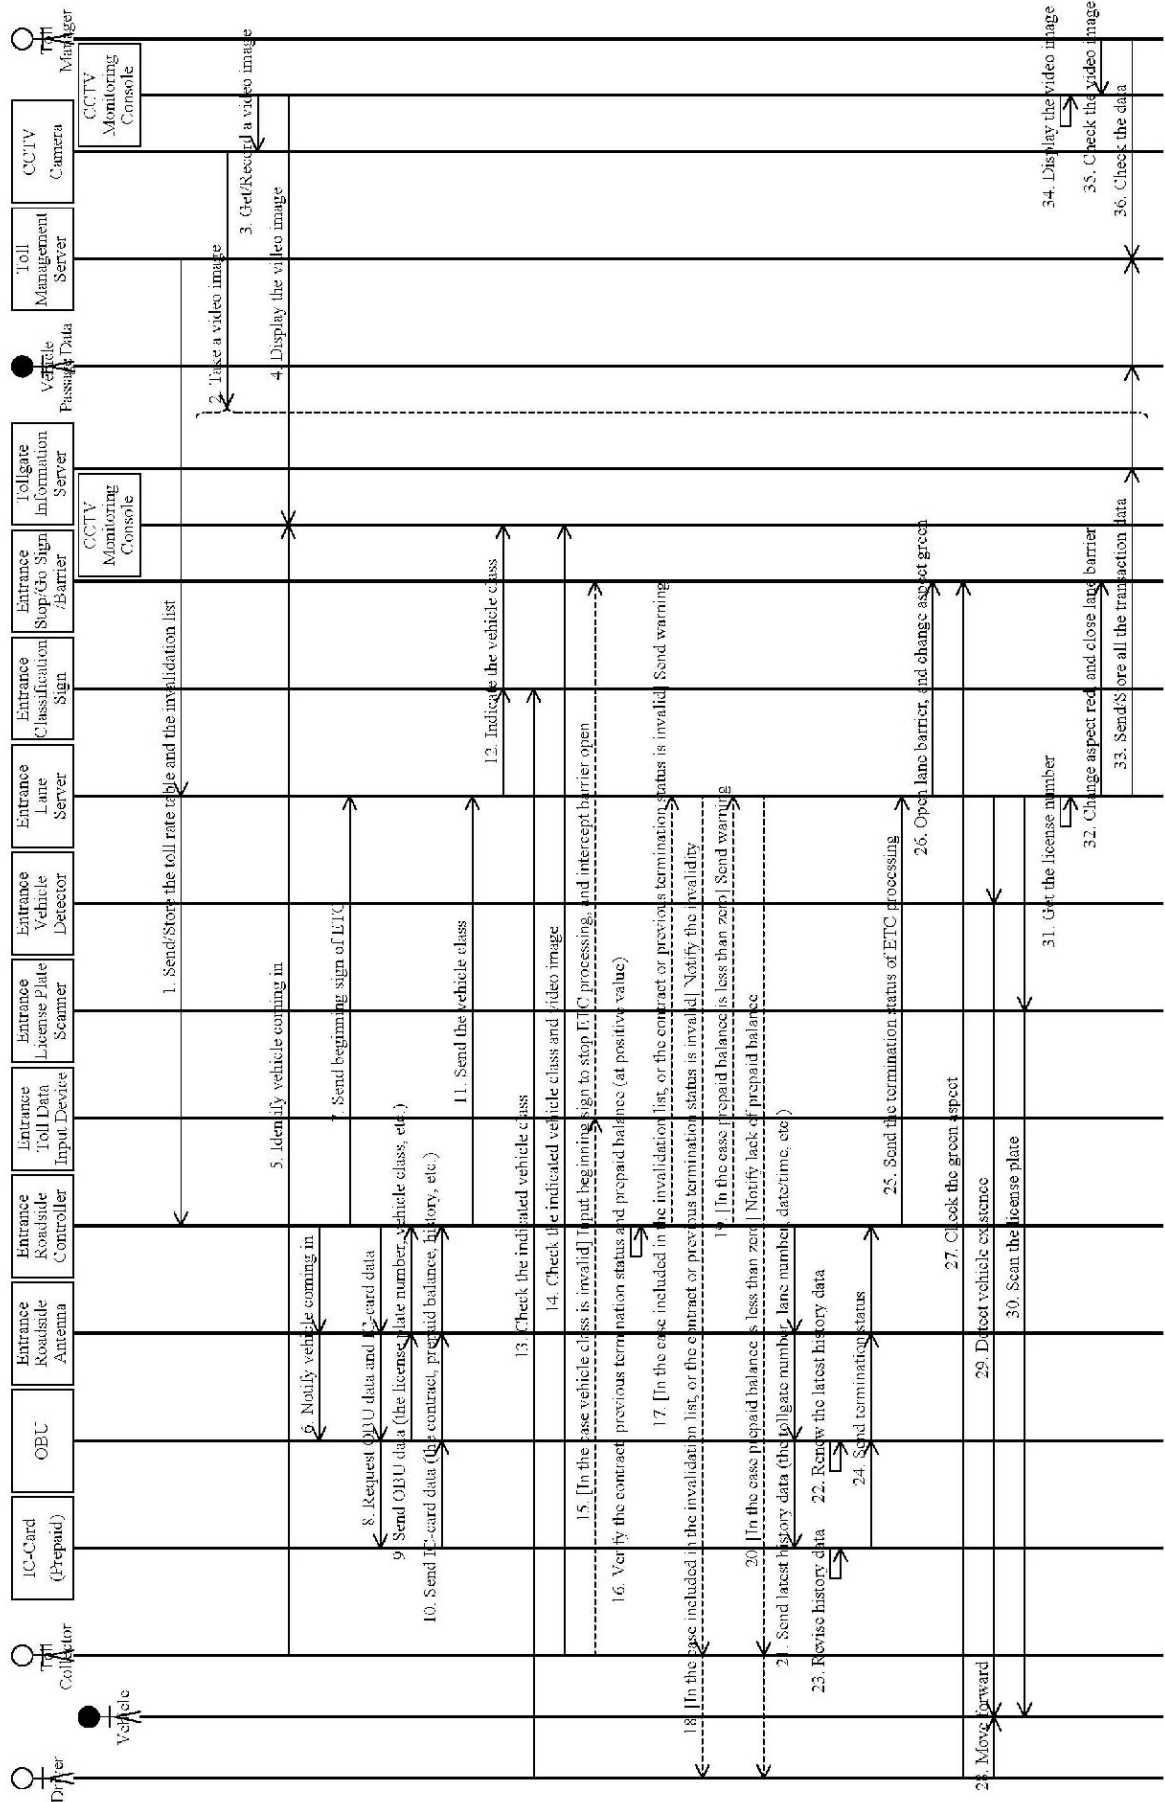 Driver
Vehicle
Toll
Collector
IC-Card
(Prepaid)
OBU
Entrance
Roadside
Antenna
Entrance
Roadside
Controller
Entrance
Toll Data
Input Device
Entrance
License Plate
Scanner
Entrance
Vehicle
Detector
Entrance
Lane
Server
Entrance
Classification
Sign
Entrance
Stop/Go Sign
/Barrier
CCTV
Monitoring
Console
Tollgate
Information
Server
Vehicle
Passage Data
Toll
Management
Server
CCTV
Camera
CCTV
Monitoring
Console
Toll
Manager
1. Send/Store the toll rate table and the invalidation list
2. Take a video image
3. Get/Record a video image
4. Display the video image
5. Identify vehicle coming in
6. Notify vehicle coming in
7. Send beginning sign of ETC
8. Request OBU data and IC-card data
9. Send OBU data (the license plate number, vehicle class, etc.)
10. Send IC-card data (the contract, prepaid balance, history, etc.)
11. Send the vehicle class
12. Indicate the vehicle class
13. Check the indicated vehicle class
14. Check the indicated vehicle class and video image
15. [In the case vehicle class is invalid] Input beginning sign to stop ETC processing, and intercept barrier open
16. Verify the contract, previous termination status and prepaid balance (at positive value)
17. [In the case included in the invalidation list, or the contract or previous termination status is invalid] Send warning
18. [In the case included in the invalidation list, or the contract or previous termination status is invalid] Notify the invalidity
19. [In the case prepaid balance is less than zero] Send warning
20. [In the case prepaid balance is less than zero] Notify lack of prepaid balance
21. Send latest history data (the tollgate number, lane number, date/time, etc)
22. Renew the latest history data
23. Revise history data
24. Send termination status
25. Send the termination status of ETC processing
26. Open lane barrier, and change aspect green
27. Check the green aspect
28. Move forward
29. Detect vehicle existence
30. Scan the license plate
31. Get the license number
32. Change aspect red, and close lane barrier
33. Send/Store all the transaction data
34. Display the video image
35. Check the video image
36. Check the data